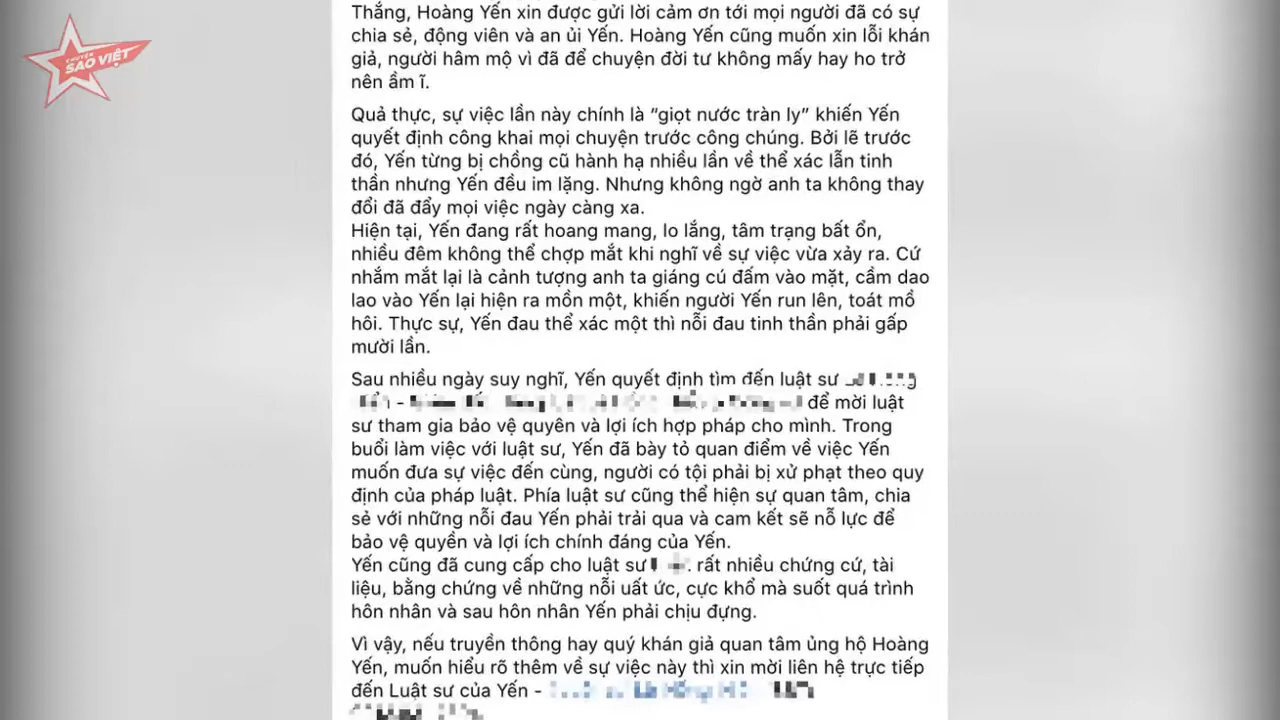 CHUYỆN
SAO VIỆT
Thắng, Hoàng Yến xin được gửi lời cảm ơn tới mọi người đã có sự
chia sẻ, động viên và an ủi Yến. Hoàng Yến cũng muốn xin lỗi khán
giả, người hâm mộ vì đã để chuyện đời tư không mấy hay ho trở
nên ầm ĩ.
Quả thực, sự việc lần này chính là “giọt nước tràn ly” khiến Yến
quyết định công khai mọi chuyện trước công chúng. Bởi lẽ trước
đó, Yến từng bị chồng cũ hành hạ nhiều lần về thể xác lẫn tinh
thần nhưng Yến đều im lặng. Nhưng không ngờ anh ta không thay
đổi đã đẩy mọi việc ngày càng xa.
Hiện tại, Yến đang rất hoang mang, lo lắng, tâm trạng bất ổn,
nhiều đêm không thể chợp mắt khi nghĩ về sự việc vừa xảy ra. Cứ
nhắm mắt lại là cảnh tượng anh ta giáng cú đấm vào mặt, cầm dao
lao vào Yến lại hiện ra mồn một, khiến người Yến run lên, toát mồ
hôi. Thực sự, Yến đau thể xác một thì nỗi đau tinh thần phải gấp
mười lần.
Sau nhiều ngày suy nghĩ, Yến quyết định tìm đến luật sư
- để mời luật
sư tham gia bảo vệ quyên và lợi ích hợp pháp cho mình. Trong
buổi làm việc với luật sư, Yến đã bày tỏ quan điểm về việc Yến
muốn đưa sự việc đến cùng, người có tội phải bị xử phạt theo quy
định của pháp luật. Phía luật sư cũng thể hiện sự quan tâm, chia
sẻ với những nỗi đau Yến phải trải qua và cam kết sẽ nỗ lực để
bảo vệ quyền và lợi ích chính đáng của Yến.
Yến cũng đã cung cấp cho luật sư . rất nhiều chứng cứ, tài
liệu, bằng chứng về những nỗi uất ức, cực khổ mà suốt quá trình
hôn nhân và sau hôn nhân Yến phải chịu đựng.
Vì vậy, nếu truyền thông hay quý khán giả quan tâm ủng hộ Hoàng
Yến, muốn hiểu rõ thêm về sự việc này thì xin mời liên hệ trực tiếp
đến Luật sư của Yến -